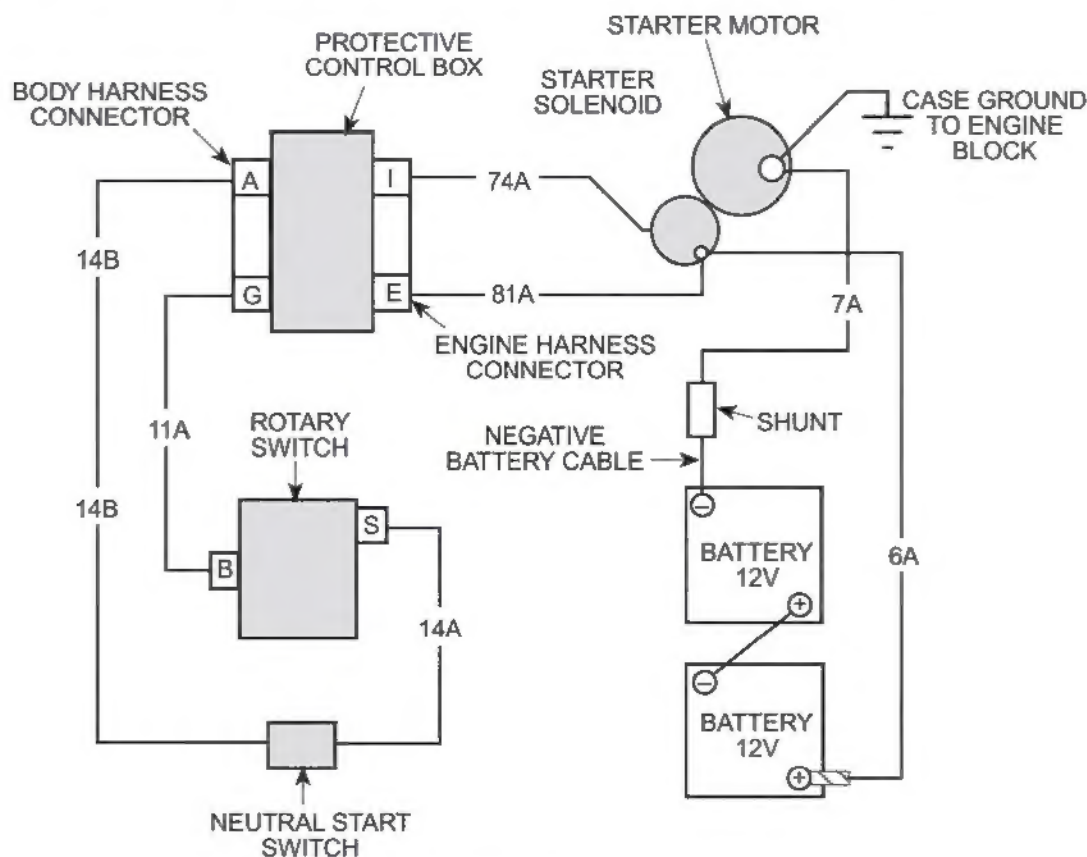 STARTER MOTOR
PROTECTIVE
CONTROL BOX
STARTER
SOLENOID
BODY HARNESS
CONNECTOR
CASE GROUND
TO ENGINE
BLOCK
A
I
74A
14B
G
E
81A
7A
ENGINE HARNESS
CONNECTOR
11A
ROTARY
SWITCH
SHUNT
NEGATIVE
BATTERY CABLE
14B
S
B
BATTERY
12V
6A
14A
BATTERY
12V
NEUTRAL START
SWITCH